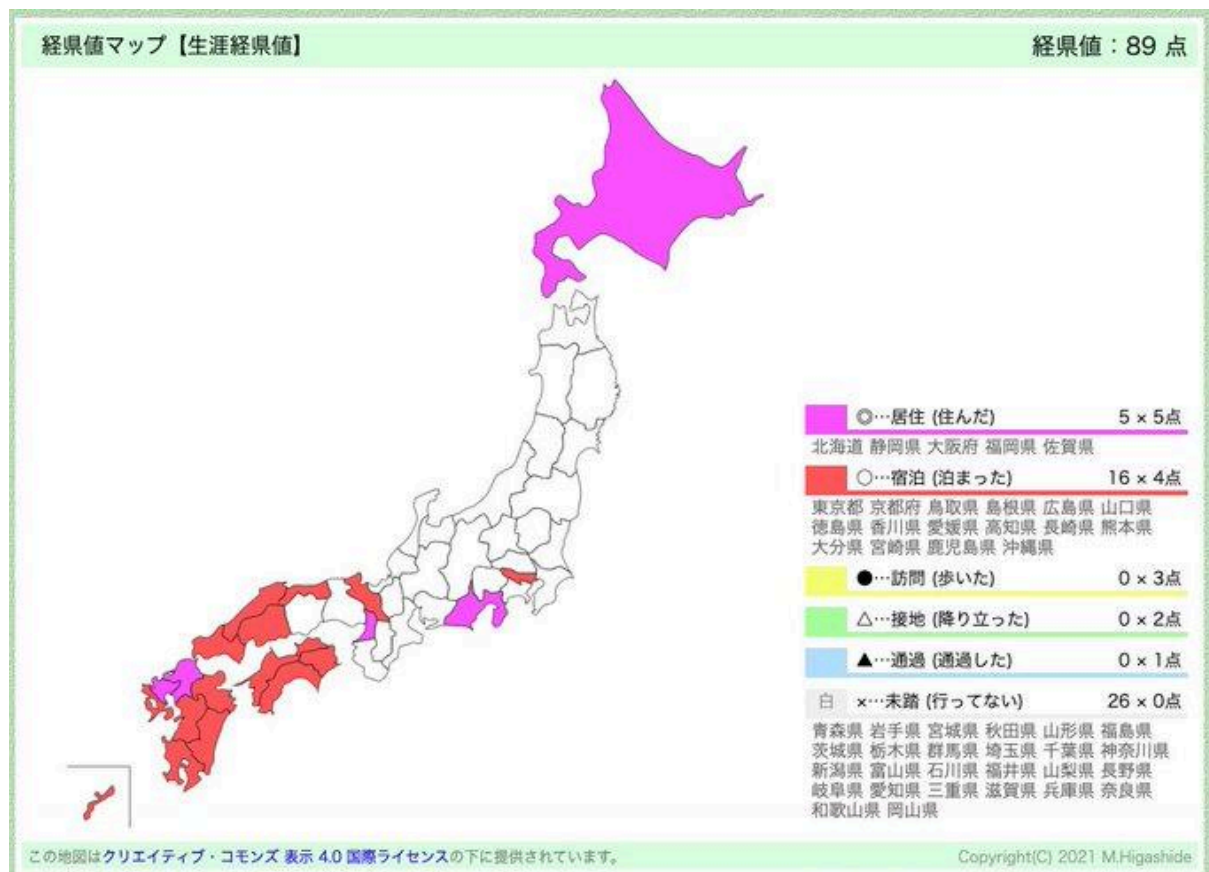 経県値マップ【生涯経県値】 経県値：89 点
◎…居住 (住んだ) 5 × 5点
北海道 静岡県 大阪府 福岡県 佐賀県
○…宿泊 (泊まった) 16 × 4点
東京都 京都府 鳥取県 島根県 広島県 山口県
徳島県 香川県 愛媛県 高知県 長崎県 熊本県
大分県 宮崎県 鹿児島県 沖縄県
●…訪問 (歩いた) 0 × 3点
△…接地 (降り立った) 0 × 2点
▲…通過 (通過した) 0 × 1点
白 ×…未踏 (行ってない) 26 × 0点
青森県 岩手県 宮城県 秋田県 山形県 福島県
茨城県 栃木県 群馬県 埼玉県 千葉県 神奈川県
新潟県 富山県 石川県 福井県 山梨県 長野県
岐阜県 愛知県 三重県 滋賀県 兵庫県 奈良県
和歌山県 岡山県
この地図はクリエイティブ・コモンズ 表示 4.0 国際ライセンスの下に提供されています。 Copyright(C) 2021 M.Higashide